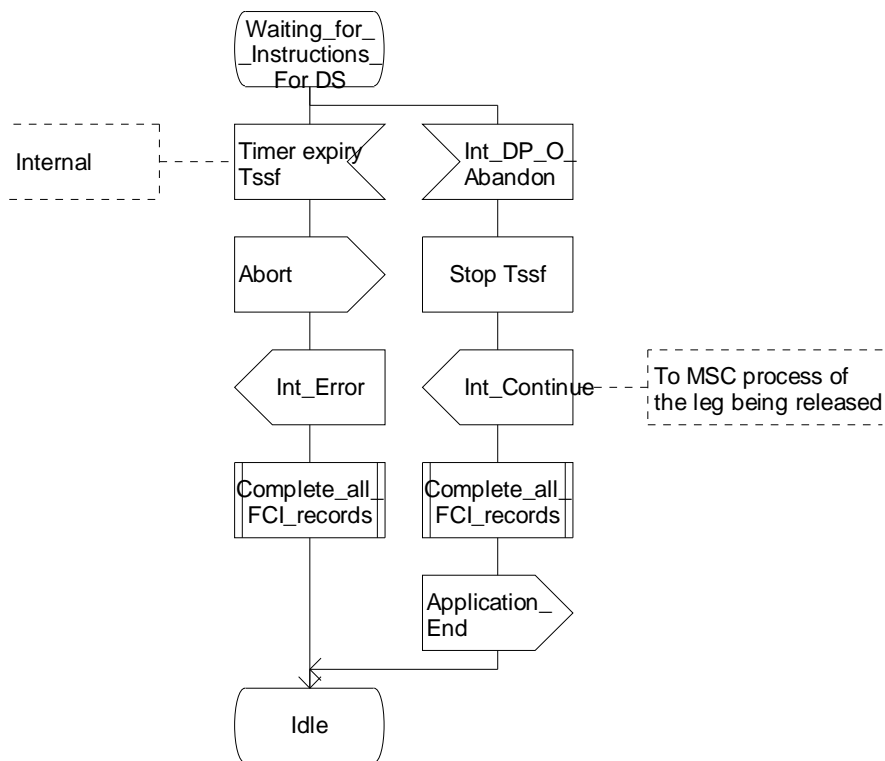 Waiting_for_
_Instructions_
For DS
Internal
Timer expiry
Tssf
Int_DP_O_
Abandon
Abort
Stop Tssf
Int_Error
Int_Continue
To MSC process of
the leg being released
Complete_all_
FCI_records
Complete_all_
FCI_records
Application_
End
Idle